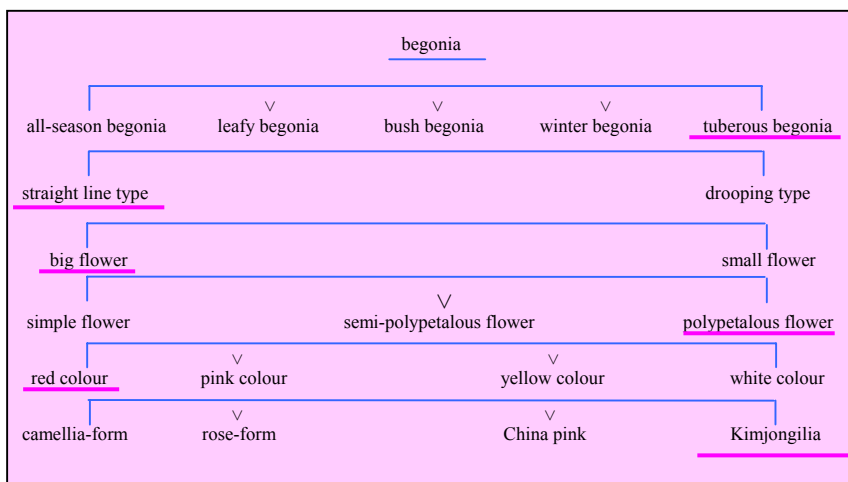 begonia
all-season begonia leafy begonia bush begonia winter begonia tuberous begonia
straight line type drooping type
big flower small flower
simple flower semi-polypetalous flower polypetalous flower
red colour pink colour yellow colour white colour
camellia-form rose-form China pink Kimjongilia